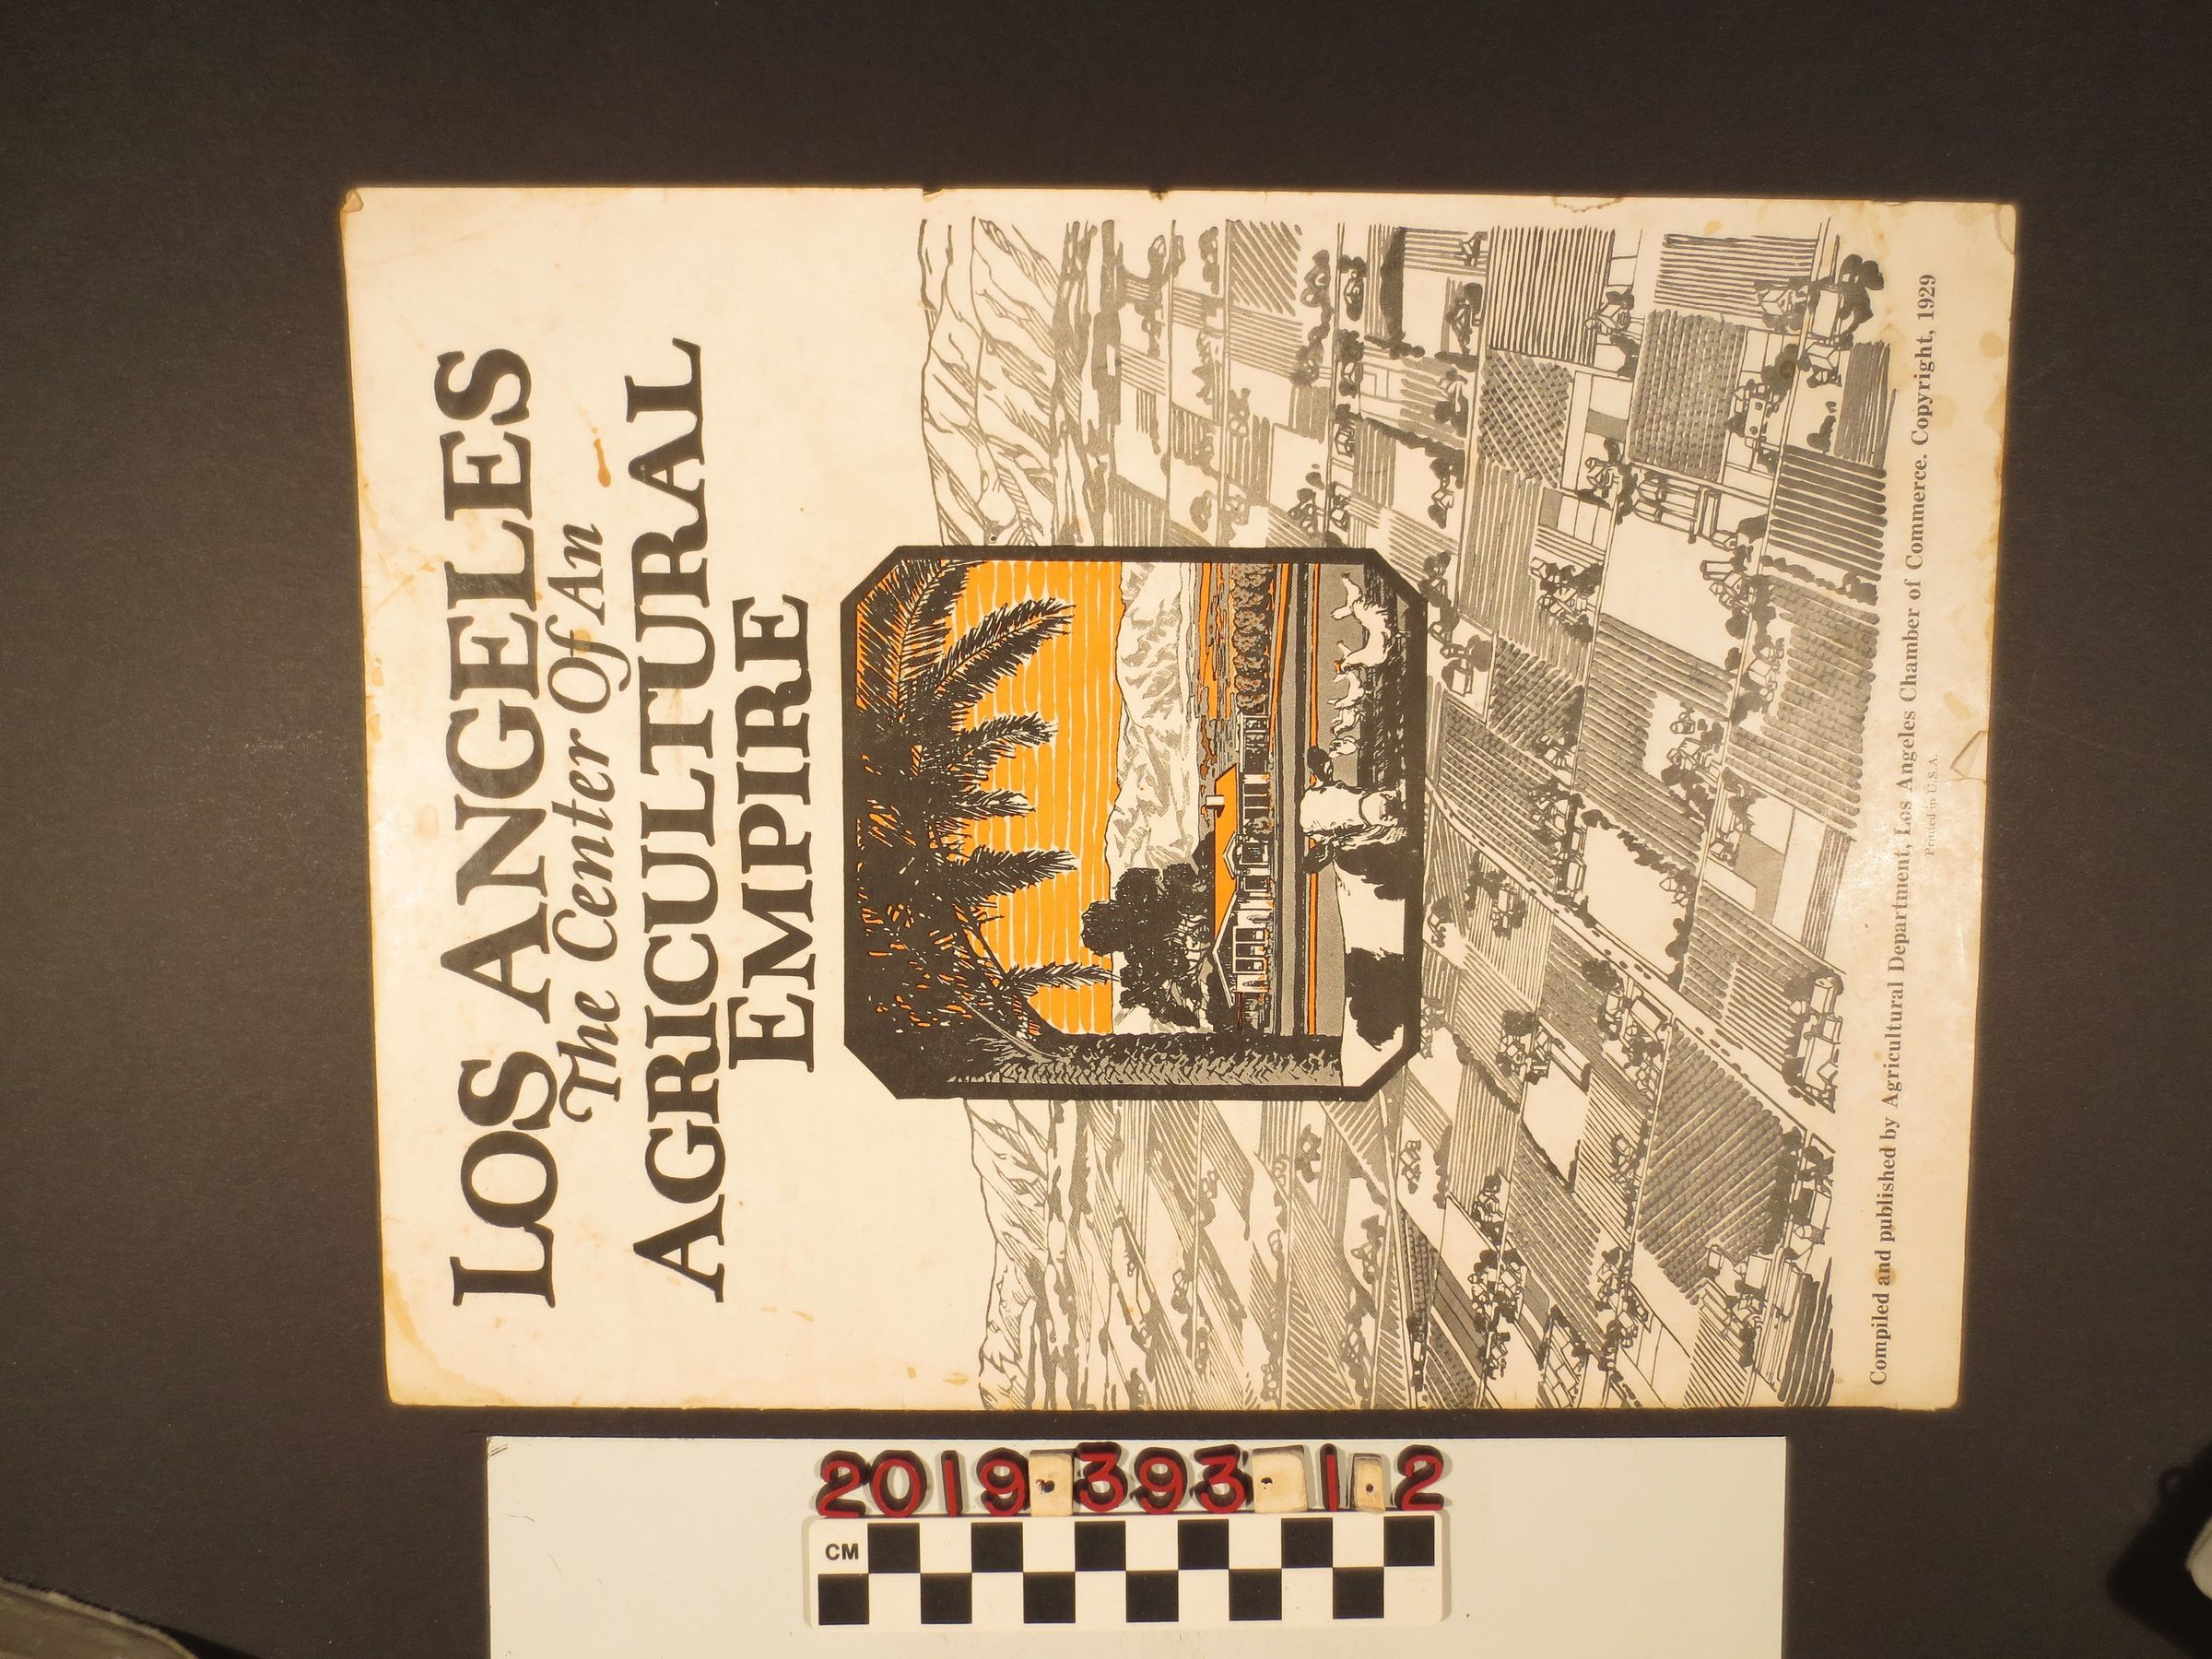 LOS ANGELES
The Center Of An
AGRICULTURAL
EMPIRE
Compiled and published by Agricultural Department, Los Angeles Chamber of Commerce. Copyright, 1929
Printed in U.S.A.
2019 · 393 · 1 · 2
CM